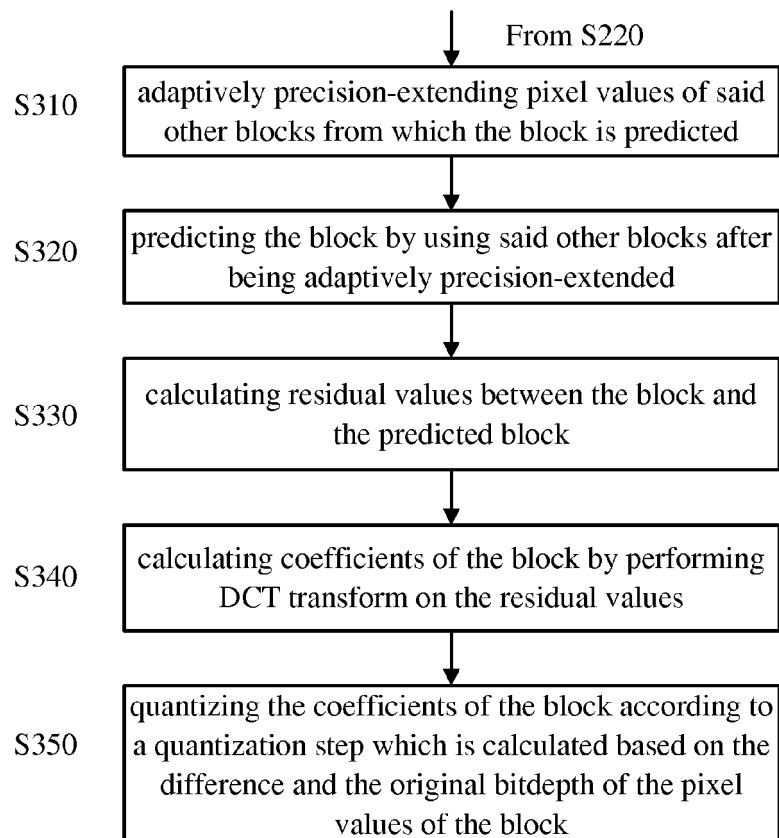 From S220
S310
adaptively precision-extending pixel values of said
other blocks from which the block is predicted
S320
predicting the block by using said other blocks after
being adaptively precision-extended
S330
calculating residual values between the block and
the predicted block
S340
calculating coefficients of the block by performing
DCT transform on the residual values
S350
quantizing the coefficients of the block according to
a quantization step which is calculated based on the
difference and the original bitdepth of the pixel
values of the block